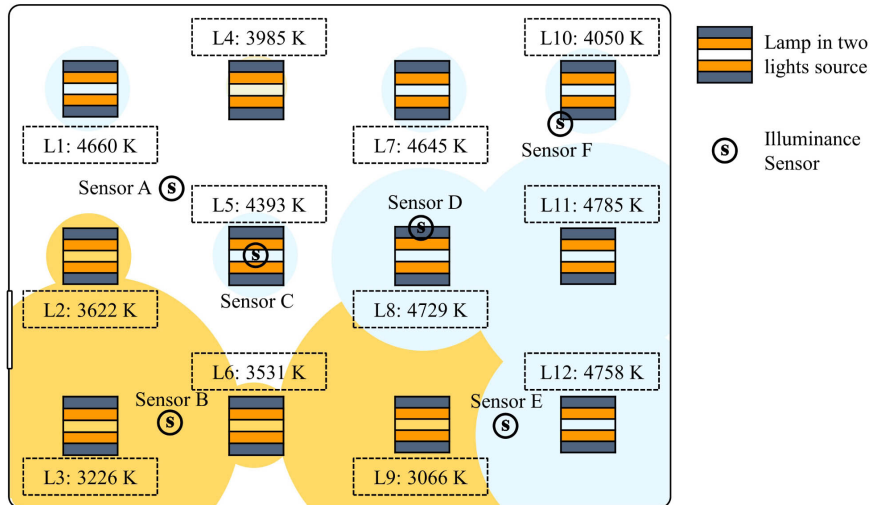 L4: 3985 K
L10: 4050 K
Lamp in two
lights source
L1: 4660 K
L7: 4645 K
S
Sensor F
S
Illuminance
Sensor
Sensor A
S
L5: 4393 K
Sensor D
S
L11: 4785 K
S
Sensor C
L2: 3622 K
L8: 4729 K
L6: 3531 K
L12: 4758 K
Sensor B
S
Sensor E
S
L3: 3226 K
L9: 3066 K